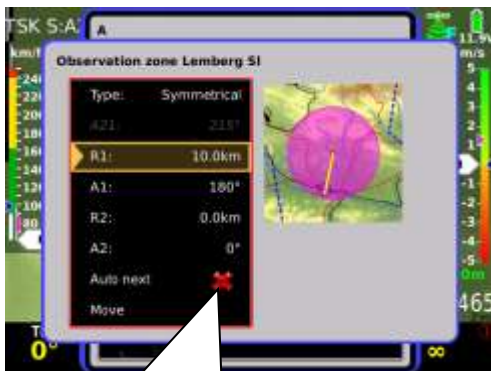 TSK S:A
A
11.9v
km/h
m/s
Observation zone Lemberg SI
Type: Symmetrical
A21: 215°
R1: 10.0km
A1: 180°
R2: 0.0km
A2: 0°
Auto next
Move
240
220
200
180
160
140
120
100
80
5
4
3
2
1
-1
-2
-3
-4
-5
0m
465
T
0°
∞